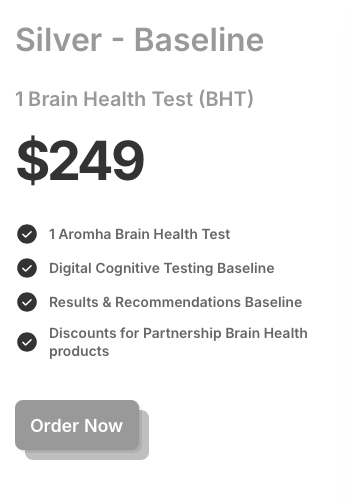 Silver - Baseline
1 Brain Health Test (BHT)
$249
1 Aromha Brain Health Test
Digital Cognitive Testing Baseline
Results & Recommendations Baseline
Discounts for Partnership Brain Health
products
Order Now